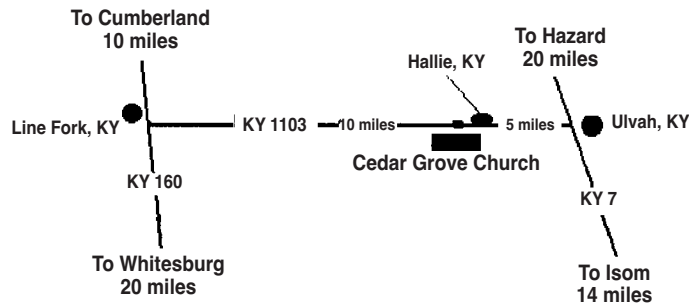 To Cumberland
10 miles
To Hazard
20 miles
Hallie, KY
Line Fork, KY
KY 1103
10 miles
5 miles
Ulvah, KY
Cedar Grove Church
KY 160
KY 7
To Whitesburg
20 miles
To Isom
14 miles